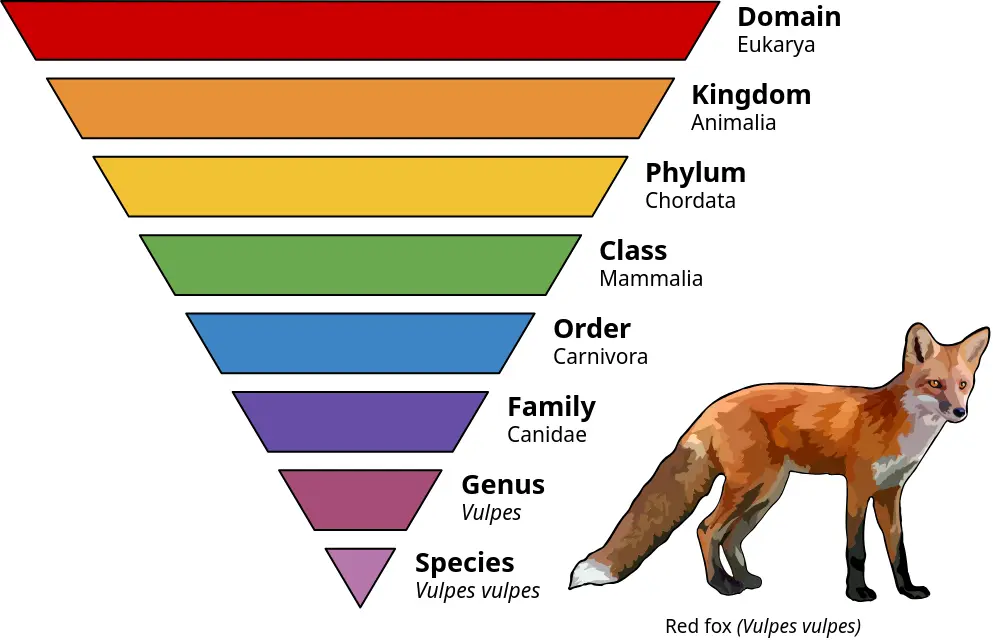 Domain
Eukarya
Kingdom
Animalia
Phylum
Chordata
Class
Mammalia
Order
Carnivora
Family
Canidae
Genus
Vulpes
Species
Vulpes vulpes
Red fox (Vulpes vulpes)